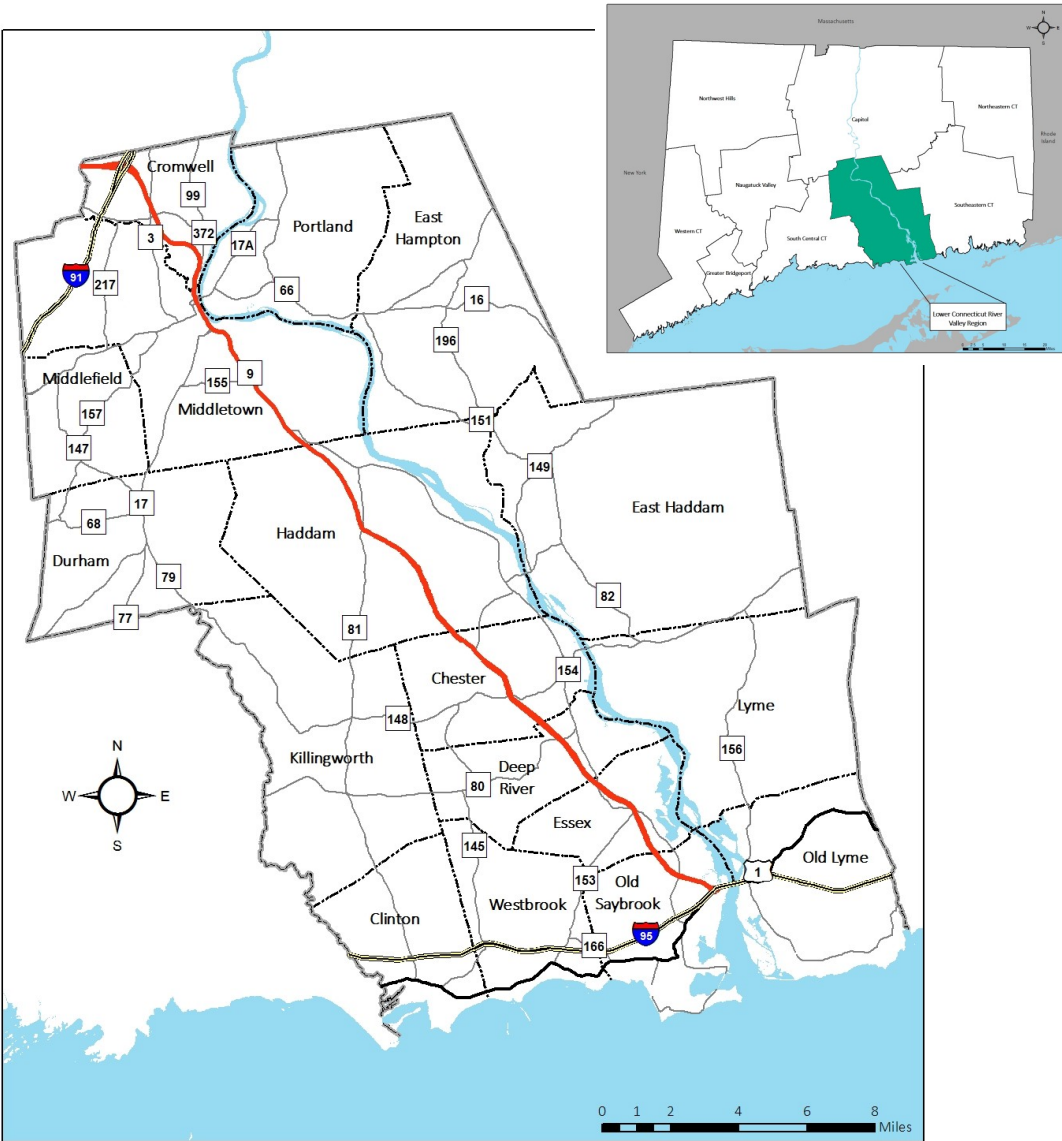 Massachusetts
N
W
E
S
Northwest Hills
Northeastern CT
Capitol
Rhode
Island
New York
Naugatuck Valley
Southeastern CT
Western CT
South Central CT
Greater Bridgeport
Lower Connecticut River
Valley Region
Miles
Cromwell
99
3
372
17A
Portland
East
Hampton
91
217
66
16
196
Middlefield
9
155
Middletown
157
151
147
149
17
68
East Haddam
Haddam
Durham
79
82
77
81
Chester
154
Lyme
148
156
N
W
E
S
Killingworth
Deep
River
80
Essex
145
Old Lyme
1
153
Old
Saybrook
Westbrook
Clinton
95
166
0 1 2 4 6 8
Miles